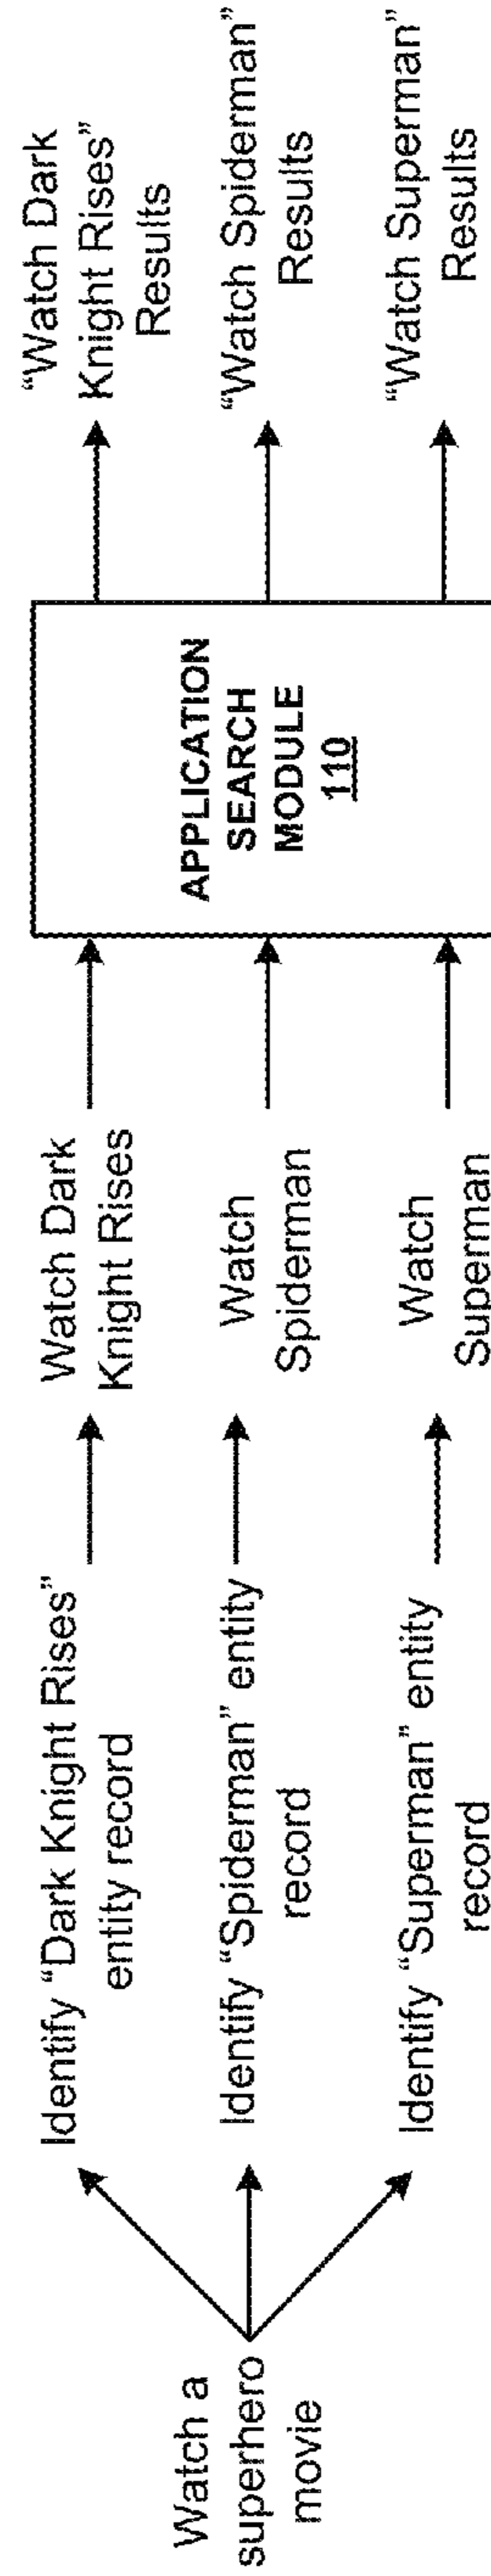 Watch a
superhero
movie
Identify “Dark Knight Rises”
entity record
Identify “Spiderman” entity
record
Identify “Superman” entity
record
Watch Dark
Knight Rises
Watch
Spiderman
Watch
Superman
APPLICATION
SEARCH
MODULE
110
“Watch Dark
Knight Rises”
Results
“Watch Spiderman”
Results
“Watch Superman”
Results